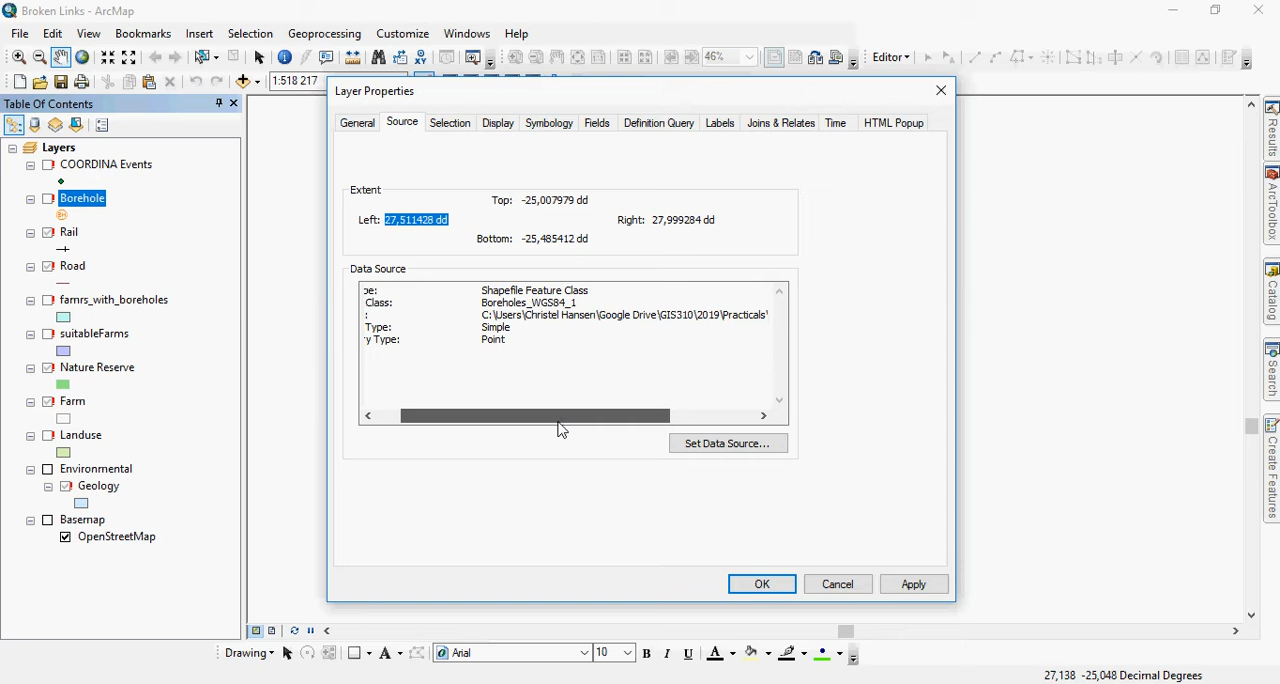 Broken Links - ArcMap
File Edit View Bookmarks Insert Selection Geoprocessing Customize Windows Help
46% Editor
1:518 217
Table Of Contents
Layers
COORDINA Events
Borehole
Rail
Road
famrs_with_boreholes
suitableFarms
Nature Reserve
Farm
Landuse
Environmental
Geology
Basemap
OpenStreetMap
Layer Properties
General Source Selection Display Symbology Fields Definition Query Labels Joins & Relates Time HTML Popup
Extent
Top: -25,007979 dd
Left: 27,511428 dd Right: 27,999284 dd
Bottom: -25,485412 dd
Data Source
pe: Shapefile Feature Class
Class: Boreholes_WGS84_1
: C:\Users\Christel Hansen\Google Drive\GIS310\2019\Practicals'
Type: Simple
y Type: Point
Set Data Source...
OK Cancel Apply
Results
ArcToolbox
Catalog
Search
Create Features
Drawing Arial 10 B I U A
27,138 -25,048 Decimal Degrees